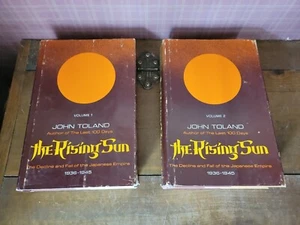 VOLUME 1
JOHN TOLAND
Author of The Last 100 Days
the Rising Sun
The Decline and Fall of the Japanese Empire
1936-1945
VOLUME 2
JOHN TOLAND
Author of The Last 100 Days
the Rising Sun
The Decline and Fall of the Japanese Empire
1936-1945